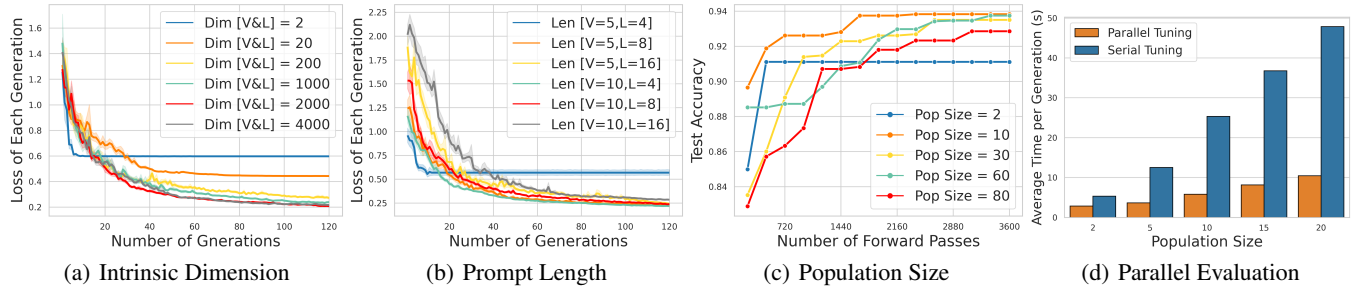 Loss of Each Generation
1.8
1.6
1.4
1.2
1.0
0.8
0.6
0.4
0.2
20
40
60
80
100
120
Number of Gnerations
Dim [V&L] = 2
Dim [V&L] = 20
Dim [V&L] = 200
Dim [V&L] = 1000
Dim [V&L] = 2000
Dim [V&L] = 4000
(a) Intrinsic Dimension
Loss of Each Generation
2.25
2.00
1.75
1.50
1.25
1.00
0.75
0.50
0.25
20
40
60
80
100
120
Number of Generations
Len [V=5,L=4]
Len [V=5,L=8]
Len [V=5,L=16]
Len [V=10,L=4]
Len [V=10,L=8]
Len [V=10,L=16]
(b) Prompt Length
Test Accuracy
0.94
0.92
0.90
0.88
0.86
0.84
720
1440
2160
2880
3600
Number of Forward Passes
Pop Size = 2
Pop Size = 10
Pop Size = 30
Pop Size = 60
Pop Size = 80
(c) Population Size
Average Time per Generation (s)
50
40
30
20
10
0
2
5
10
15
20
Population Size
Parallel Tuning
Serial Tuning
(d) Parallel Evaluation